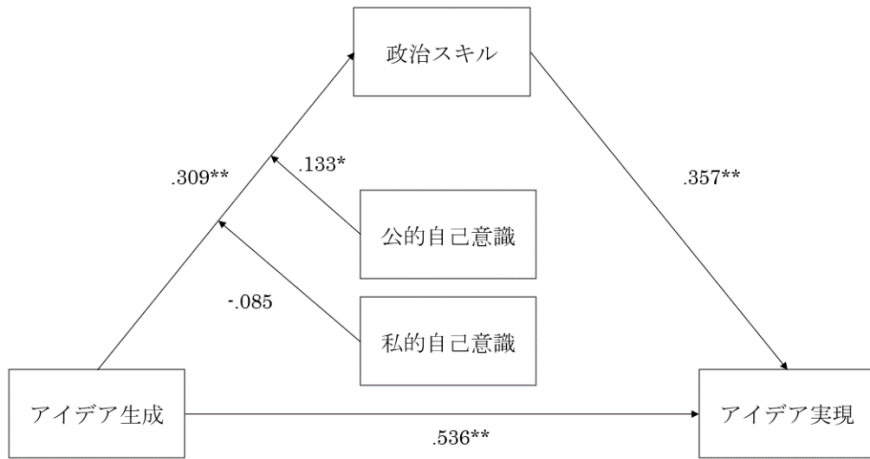 政治スキル
.309**
.133*
.357**
公的自己意識
-.085
私的自己意識
アイデア生成
アイデア実現
.536**